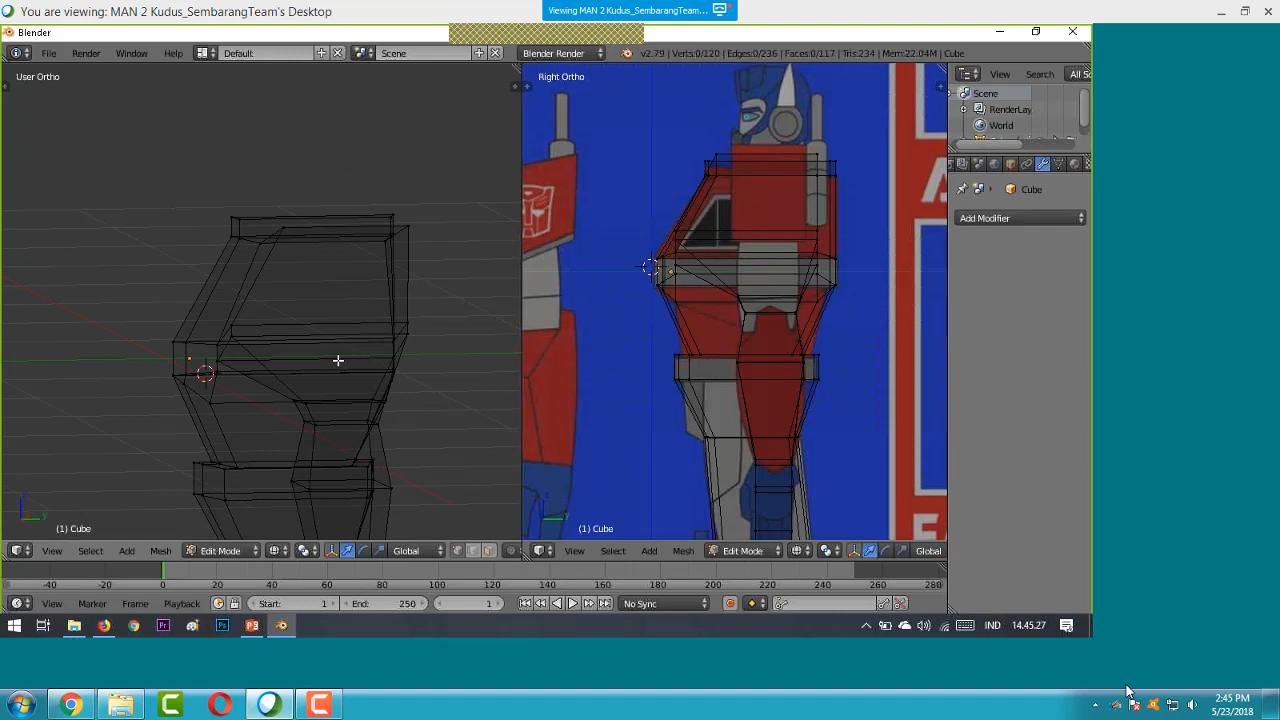 You are viewing: MAN 2 Kudus_SembarangTeam's Desktop
Viewing MAN 2 Kudus_SembarangTeam...
Blender
File Render Window Help Default Scene Blender Render v2.79 | Verts:0/120 | Edges:0/236 | Faces:0/117 | Tris:234 | Mem:22.04M | Cube
User Ortho
Right Ortho
View Search All Sc
Scene
RenderLay
World
Cube
Add Modifier
(1) Cube
(1) Cube
View Select Add Mesh Edit Mode Global
View Select Add Mesh Edit Mode Global
-40 -20 0 20 40 60 80 100 120 140 160 180 200 220 240 260 280
View Marker Frame Playback Start: 1 End: 250 1 No Sync
IND 14.45.27
2:45 PM
5/23/2018